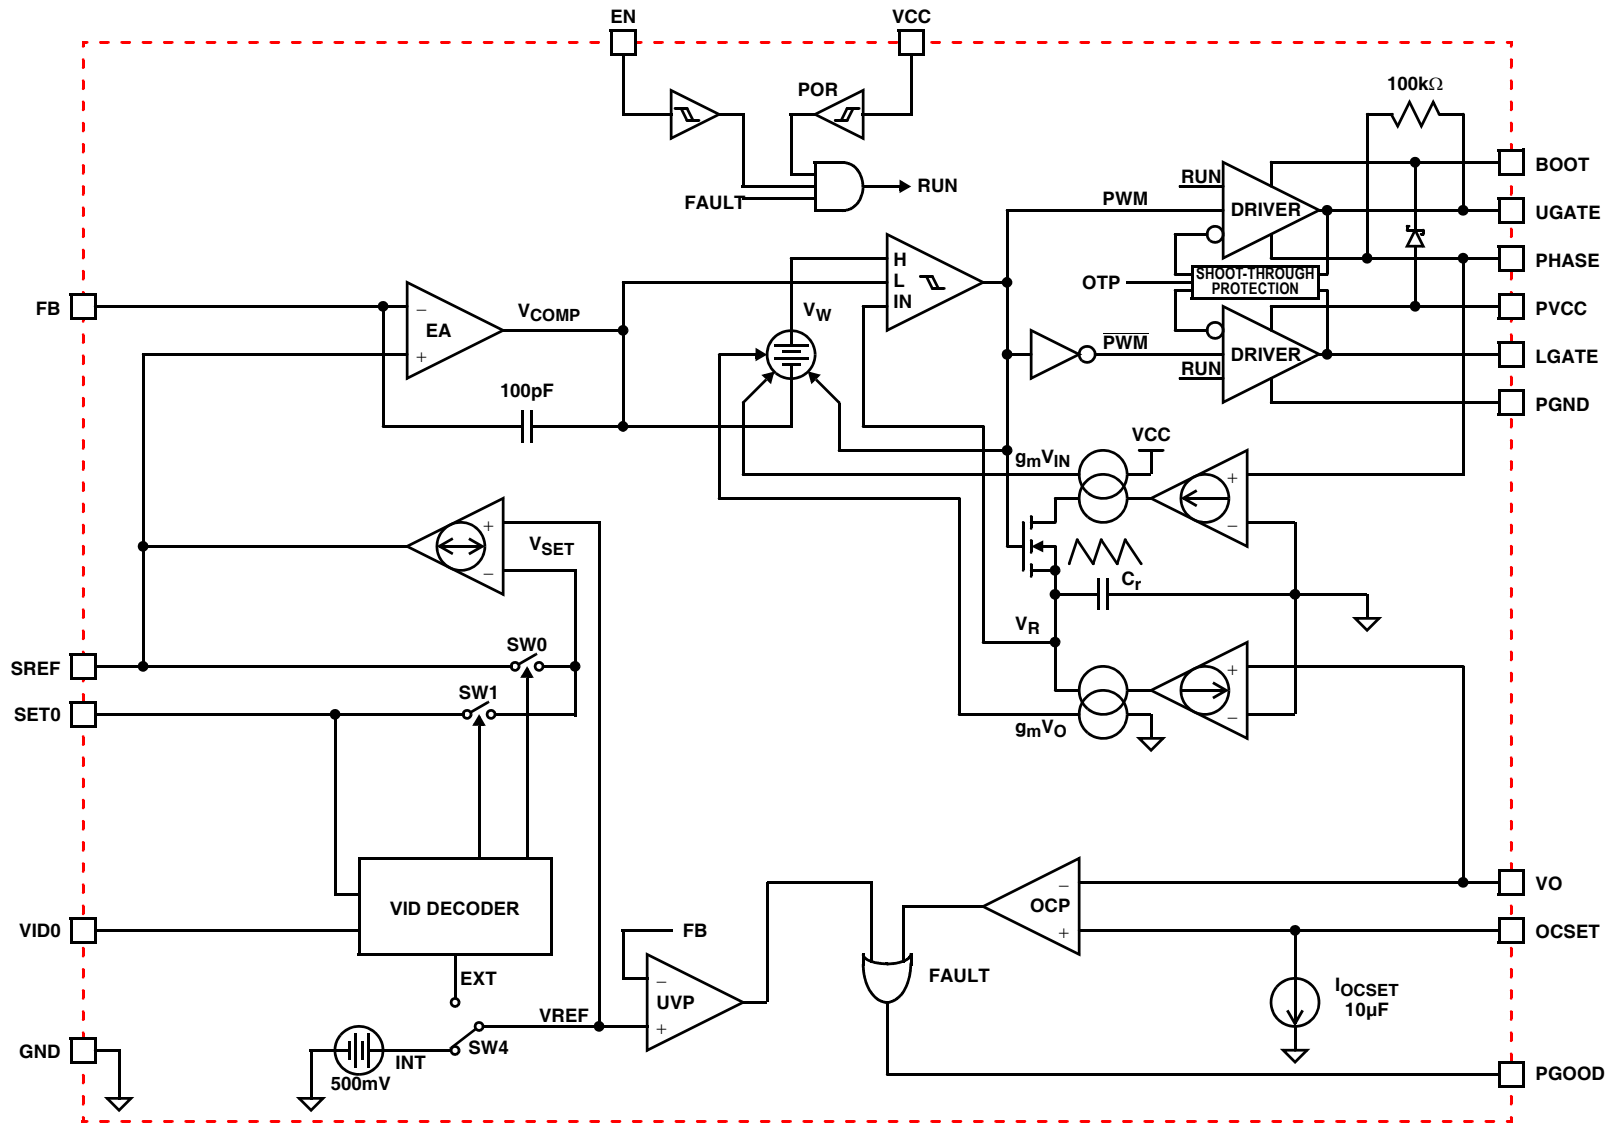 EN
VCC
POR
100kΩ
BOOT
RUN
RUN
FAULT
PWM
DRIVER
UGATE
H
L
IN
PHASE
OTP
SHOOT-THROUGH
PROTECTION
FB
−
EA
+
VCOMP
VW
PVCC
PWM
DRIVER
LGATE
RUN
100pF
PGND
VCC
gmVIN
+
−
+
VSET
−
Cr
VR
SW0
SREF
SW1
SET0
+
−
gmVO
VID DECODER
VID0
EXT
FB
−
UVP
+
VREF
SW4
INT
500mV
GND
−
OCP
+
VO
OCSET
FAULT
IOCSET
10µF
PGOOD